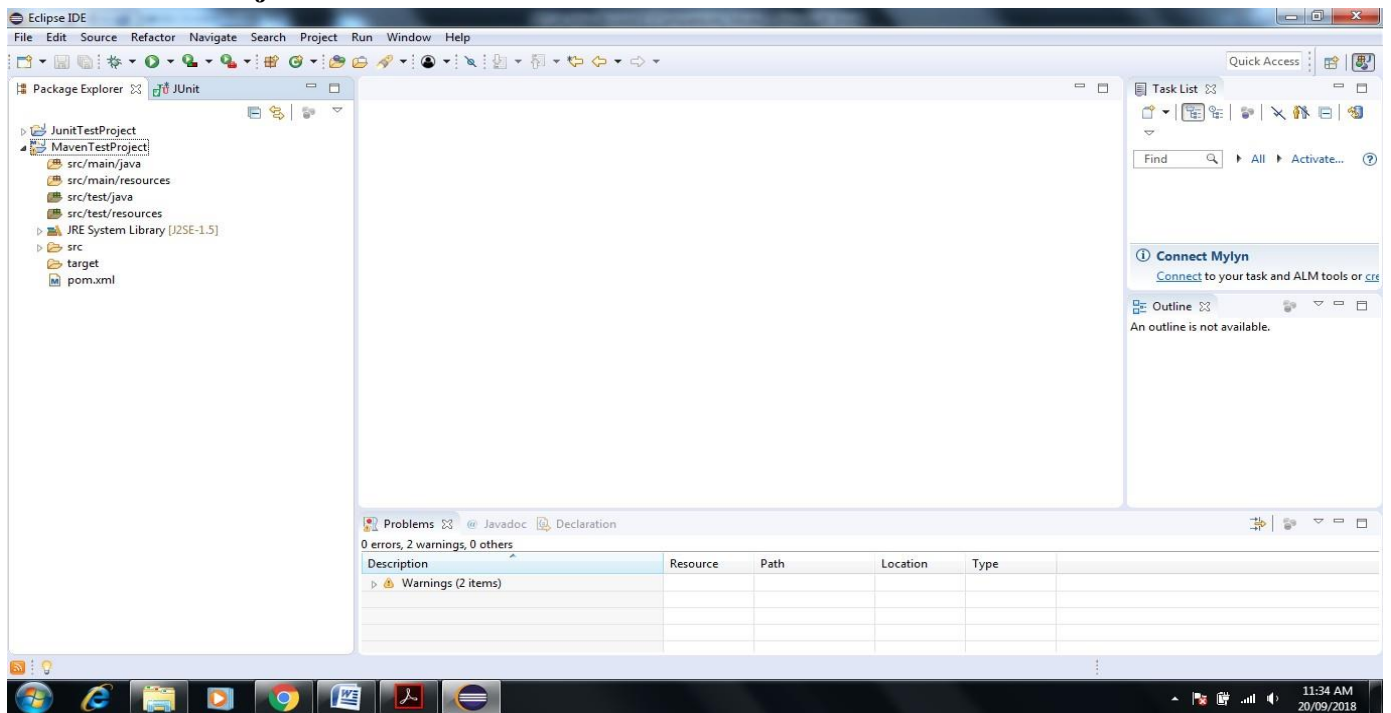 Eclipse IDE
File Edit Source Refactor Navigate Search Project Run Window Help
Quick Access
Package Explorer JUnit
JunitTestProject
MavenTestProject
src/main/java
src/main/resources
src/test/java
src/test/resources
JRE System Library [J2SE-1.5]
src
target
pom.xml
Task List
Find All Activate...
Connect Mylyn
Connect to your task and ALM tools or cre
Outline
An outline is not available.
Problems Javadoc Declaration
0 errors, 2 warnings, 0 others
Description Resource Path Location Type
Warnings (2 items)
11:34 AM
20/09/2018